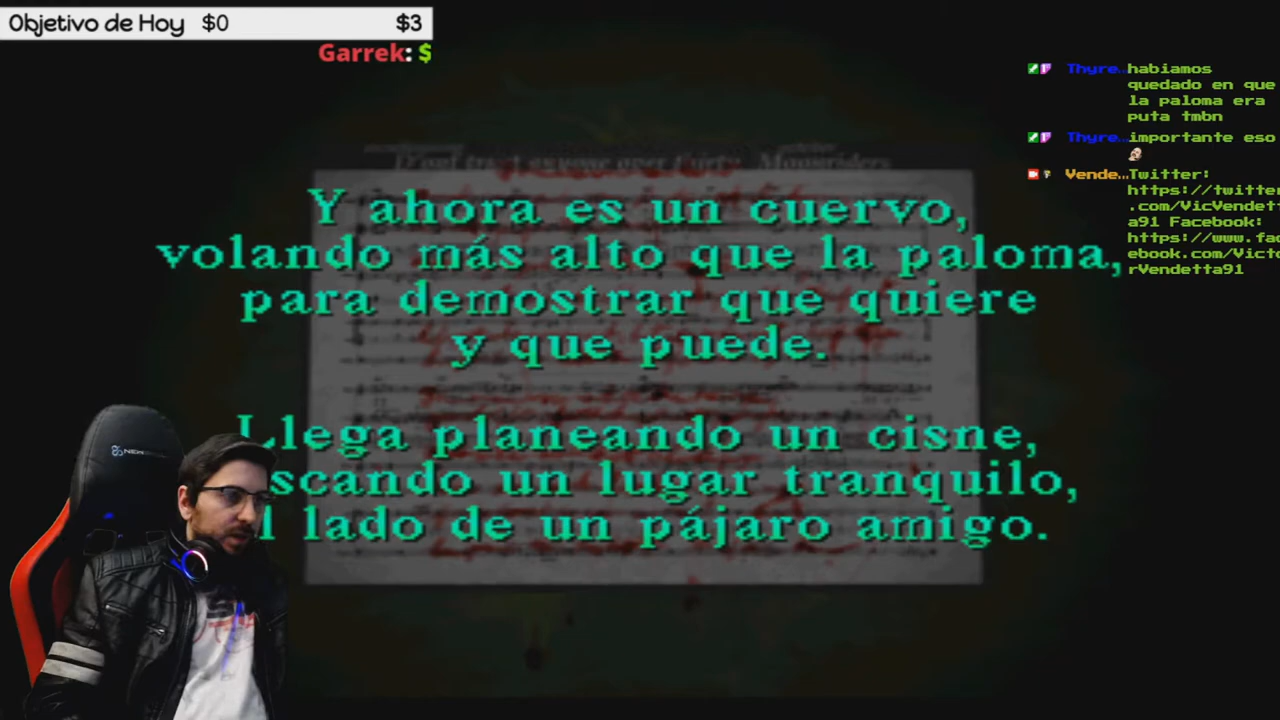 Objetivo de Hoy $0 $3
Garrek: $
Y ahora es un cuervo,
volando más alto que la paloma,
para demostrar que quiere
y que puede.
Llega planeando un cisne,
scando un lugar tranquilo,
l lado de un pájaro amigo.
Thyre... habiamos
quedado en que
la paloma era
puta tmbn
Thyre... importante eso
Vende... Twitter:
https://twitter
.com/VicVendett
a91 Facebook:
https://www.fac
ebook.com/Victo
rVendetta91